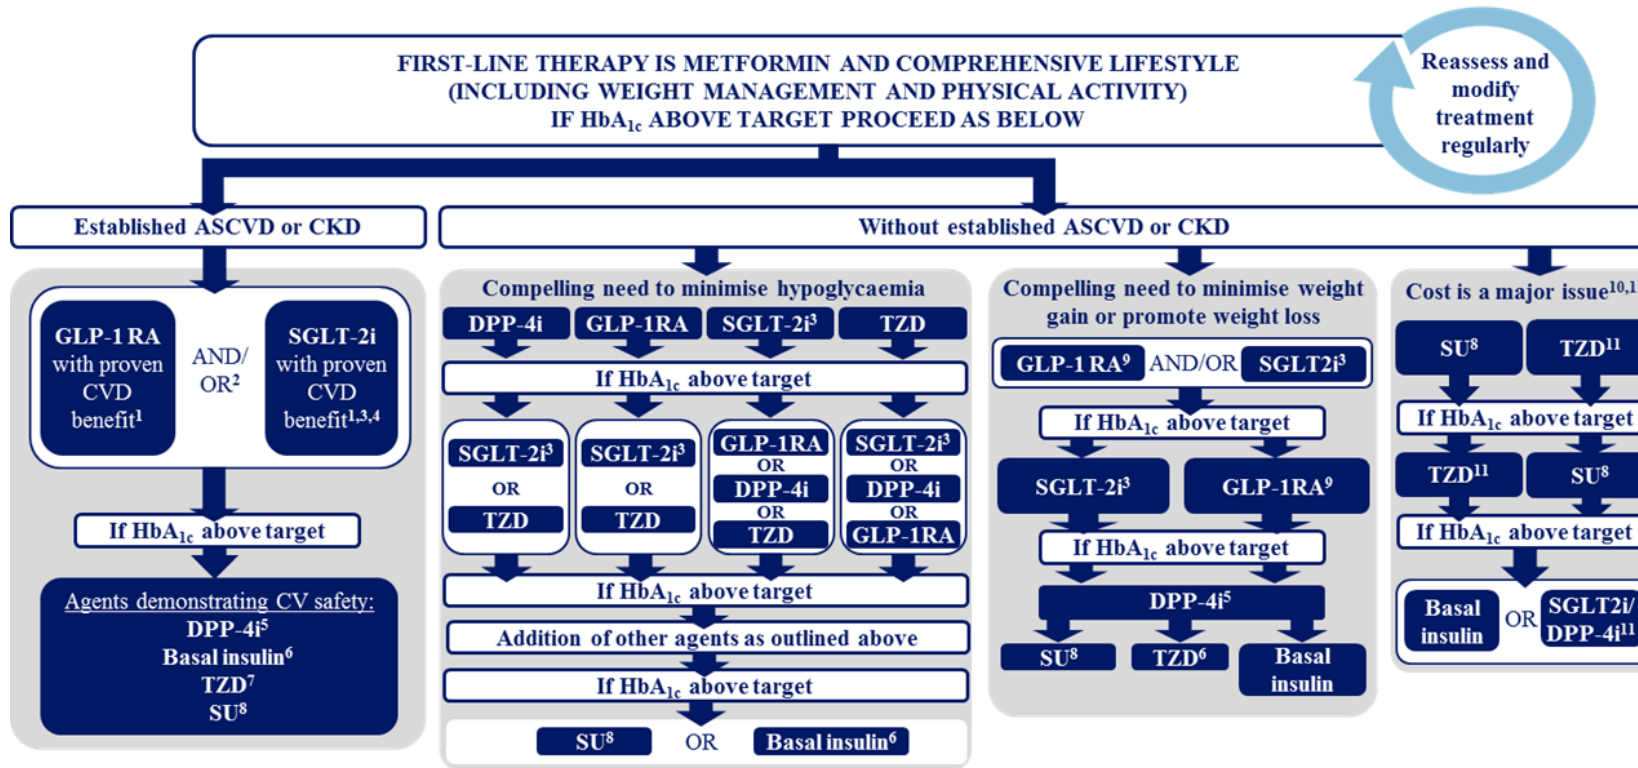 FIRST-LINE THERAPY IS METFORMIN AND COMPREHENSIVE LIFESTYLE
(INCLUDING WEIGHT MANAGEMENT AND PHYSICAL ACTIVITY)
IF HbA1c ABOVE TARGET PROCEED AS BELOW
Reassess and
modify
treatment
regularly
Established ASCVD or CKD
GLP-1 RA
with proven
CVD
benefit¹
AND/
OR²
SGLT-2i
with proven
CVD
benefit¹,³,⁴
If HbA1c above target
Agents demonstrating CV safety:
DPP-4i⁵
Basal insulin⁶
TZD⁷
SU⁸
Without established ASCVD or CKD
Compelling need to minimise hypoglycaemia
DPP-4i
GLP-1RA
SGLT-2i³
TZD
If HbA1c above target
SGLT-2i³
OR
TZD
SGLT-2i³
OR
TZD
GLP-1RA
OR
DPP-4i
OR
TZD
SGLT-2i³
OR
DPP-4i
OR
GLP-1RA
If HbA1c above target
Addition of other agents as outlined above
If HbA1c above target
SU⁸
OR
Basal insulin⁶
Compelling need to minimise weight
gain or promote weight loss
GLP-1 RA⁹
AND/OR
SGLT2i³
If HbA1c above target
SGLT-2i³
GLP-1RA⁹
If HbA1c above target
DPP-4i⁵
SU⁸
TZD⁶
Basal
insulin
Cost is a major issue¹⁰,¹
SU⁸
TZD¹¹
If HbA1c above target
TZD¹¹
SU⁸
If HbA1c above target
Basal
insulin
OR
SGLT2i/
DPP-4i¹¹